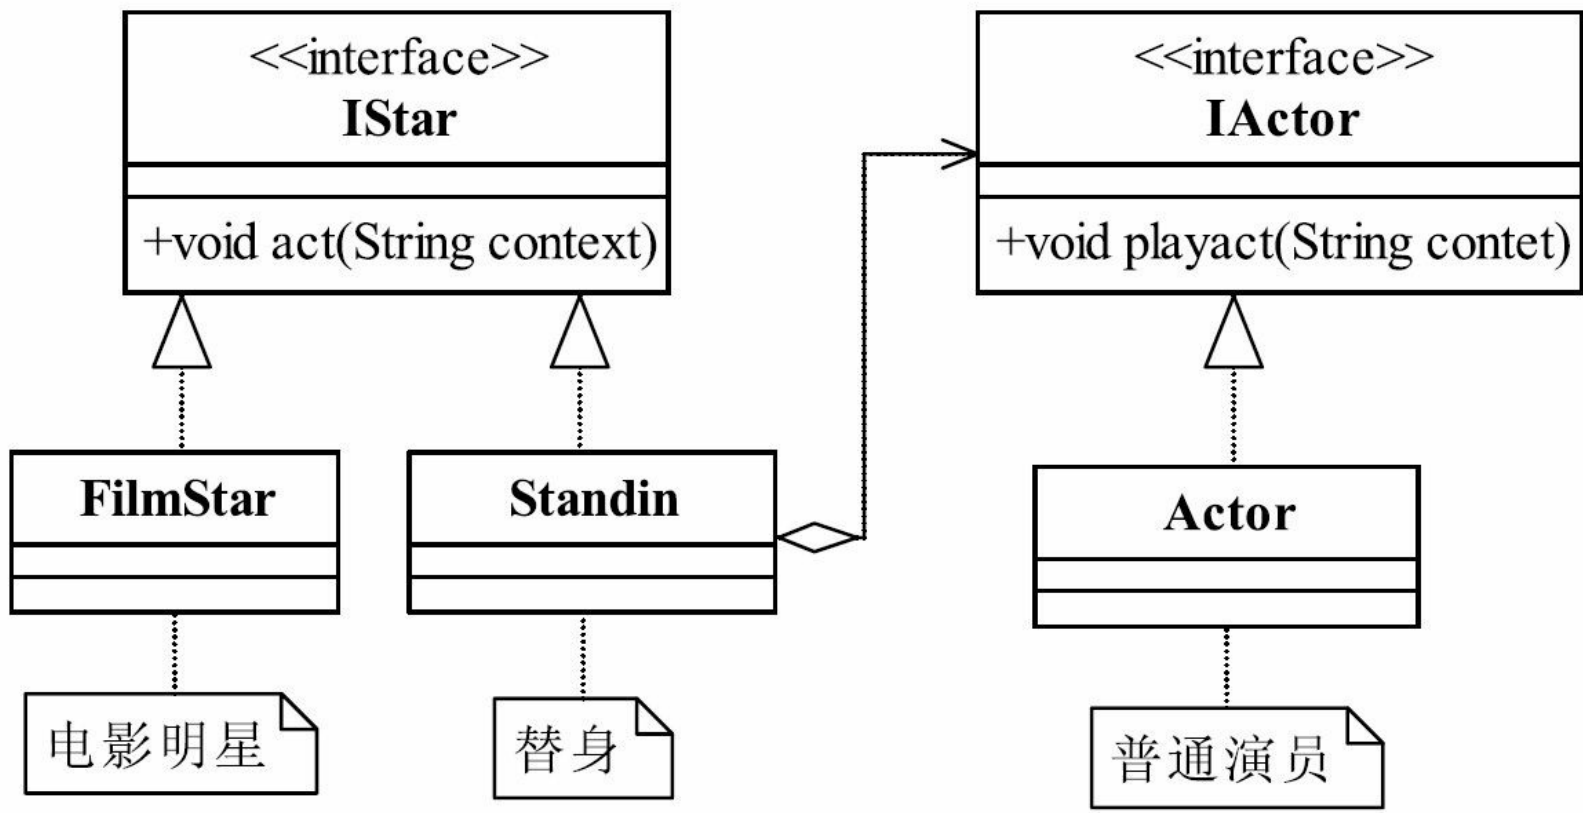 <<interface>>
IStar
+void act(String context)
<<interface>>
IActor
+void playact(String contet)
FilmStar
Standin
Actor
电影明星
替身
普通演员